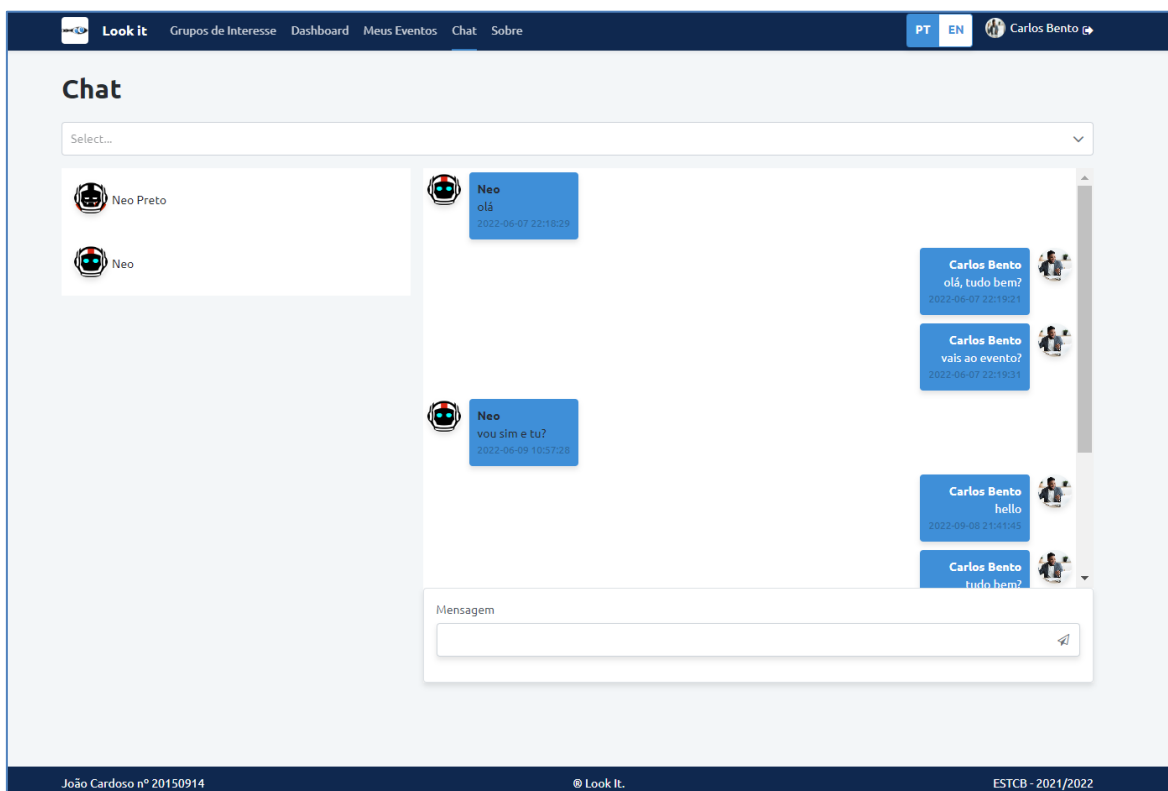 Look it Grupos de Interesse Dashboard Meus Eventos Chat Sobre PT EN Carlos Bento
Chat
Select...
Neo Preto
Neo
Neo
olá
2022-06-07 22:18:29
Carlos Bento
olá, tudo bem?
2022-06-07 22:19:21
Carlos Bento
vais ao evento?
2022-06-07 22:19:31
Neo
vou sim e tu?
2022-06-09 10:57:28
Carlos Bento
hello
2022-09-08 21:41:45
Carlos Bento
tudo bem?
Mensagem
João Cardoso nº 20150914 ® Look It. ESTCB - 2021/2022